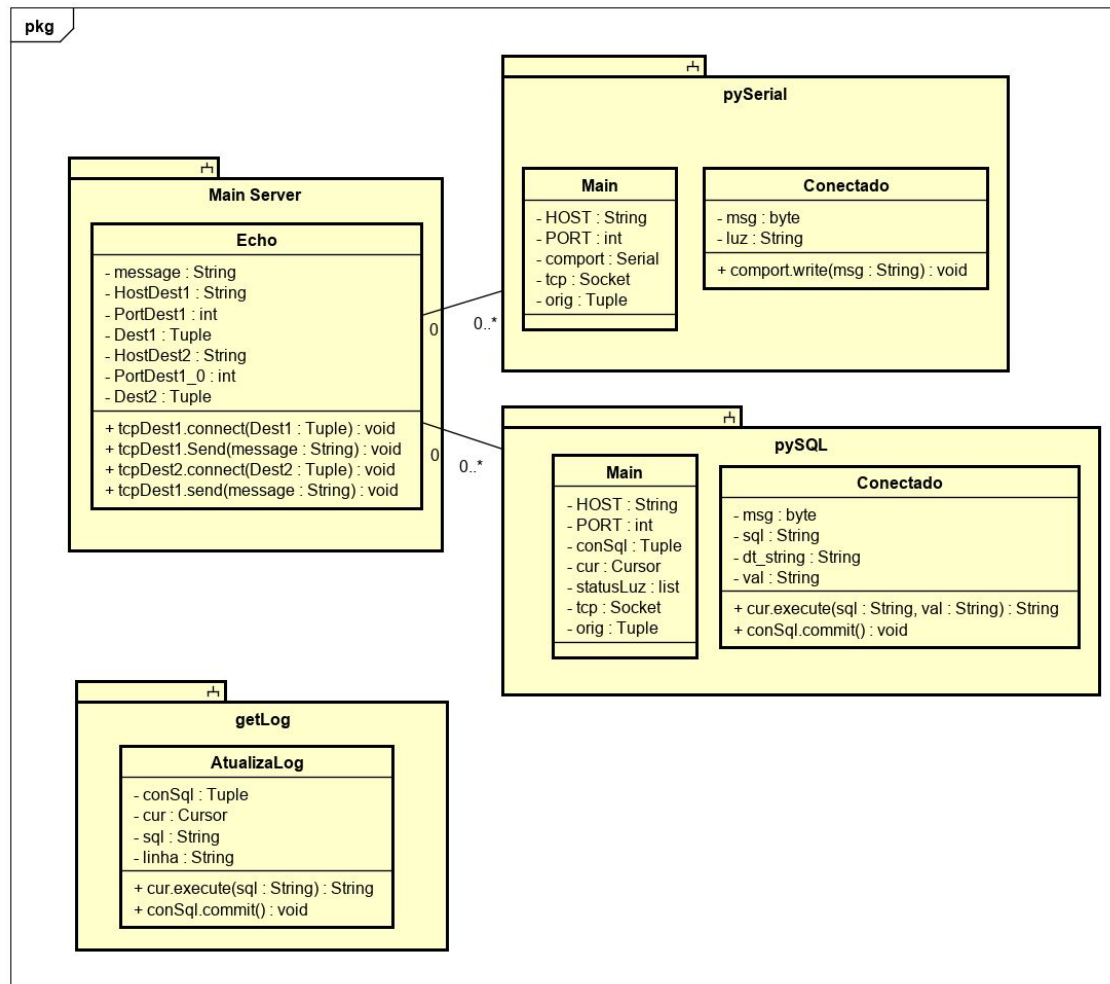 pkg
Main Server
Echo
- message : String
- HostDest1 : String
- PortDest1 : int
- Dest1 : Tuple
- HostDest2 : String
- PortDest1_0 : int
- Dest2 : Tuple
+ tcpDest1.connect(Dest1 : Tuple) : void
+ tcpDest1.Send(message : String) : void
+ tcpDest2.connect(Dest2 : Tuple) : void
+ tcpDest1.send(message : String) : void
0
0..*
0
0..*
pySerial
Main
- HOST : String
- PORT : int
- comport : Serial
- tcp : Socket
- orig : Tuple
Conectado
- msg : byte
- luz : String
+ comport.write(msg : String) : void
pySQL
Main
- HOST : String
- PORT : int
- conSql : Tuple
- cur : Cursor
- statusLuz : list
- tcp : Socket
- orig : Tuple
Conectado
- msg : byte
- sql : String
- dt_string : String
- val : String
+ cur.execute(sql : String, val : String) : String
+ conSql.commit() : void
getLog
AtualizaLog
- conSql : Tuple
- cur : Cursor
- sql : String
- linha : String
+ cur.execute(sql : String) : String
+ conSql.commit() : void